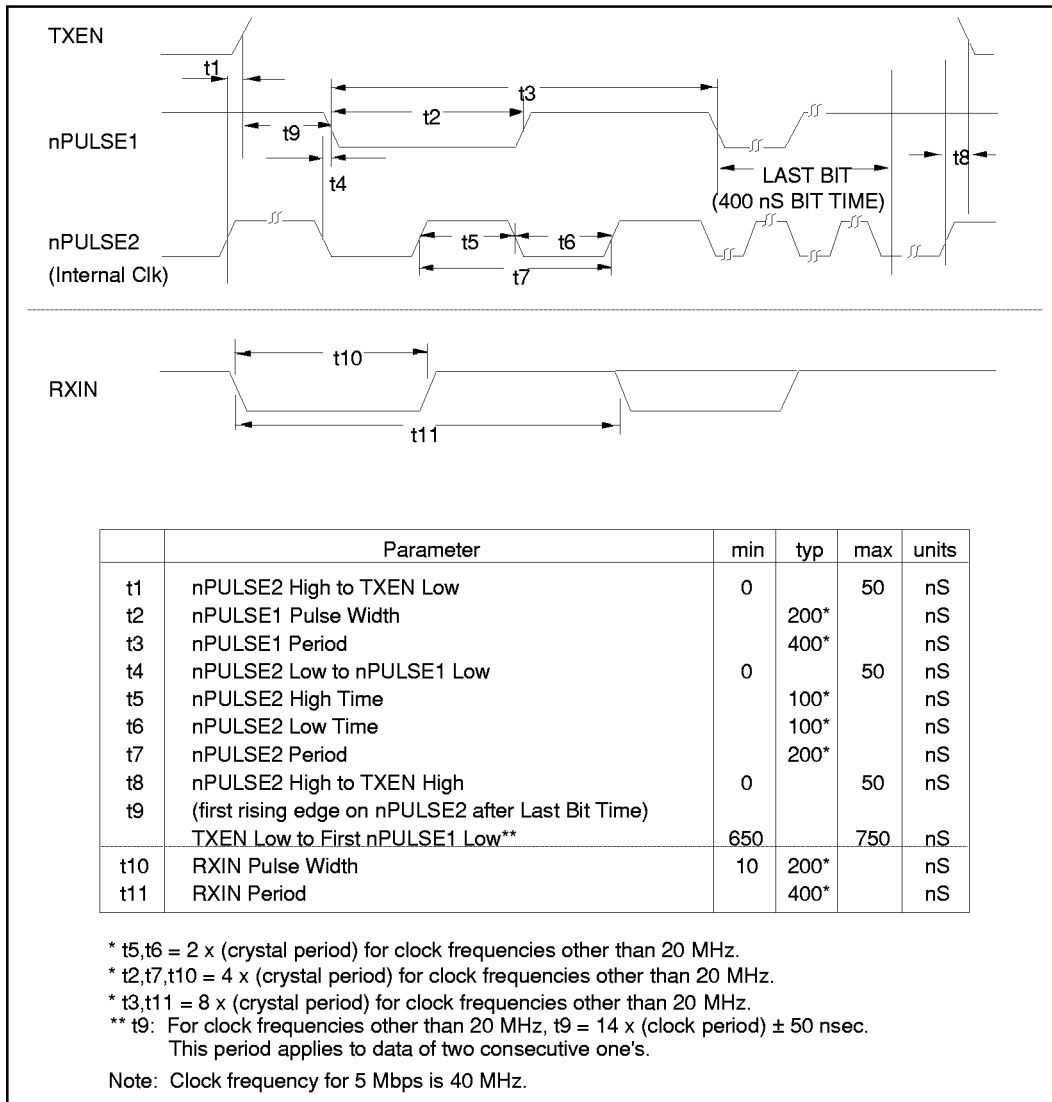 TXEN
t1
t3
t2
nPULSE1
t9
t8
t4
LAST BIT
(400 nS BIT TIME)
nPULSE2
(Internal Clk)
t5
t6
t7
t10
RXIN
t11
Parameter min typ max units
t1 nPULSE2 High to TXEN Low 0 50 nS
t2 nPULSE1 Pulse Width 200* nS
t3 nPULSE1 Period 400* nS
t4 nPULSE2 Low to nPULSE1 Low 0 50 nS
t5 nPULSE2 High Time 100* nS
t6 nPULSE2 Low Time 100* nS
t7 nPULSE2 Period 200* nS
t8 nPULSE2 High to TXEN High 0 50 nS
t9 (first rising edge on nPULSE2 after Last Bit Time)
TXEN Low to First nPULSE1 Low** 650 750 nS
t10 RXIN Pulse Width 10 200* nS
t11 RXIN Period 400* nS
* t5,t6 = 2 x (crystal period) for clock frequencies other than 20 MHz.
* t2,t7,t10 = 4 x (crystal period) for clock frequencies other than 20 MHz.
* t3,t11 = 8 x (crystal period) for clock frequencies other than 20 MHz.
** t9: For clock frequencies other than 20 MHz, t9 = 14 x (clock period) ± 50 nsec.
This period applies to data of two consecutive one's.
Note: Clock frequency for 5 Mbps is 40 MHz.